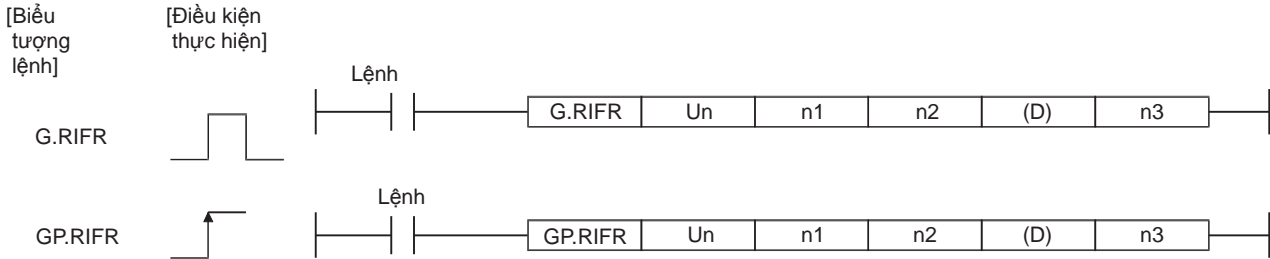 [Biểu tượng lệnh] [Điều kiện thực hiện]
Lệnh
G.RIFR G.RIFR Un n1 n2 (D) n3
Lệnh
GP.RIFR GP.RIFR Un n1 n2 (D) n3